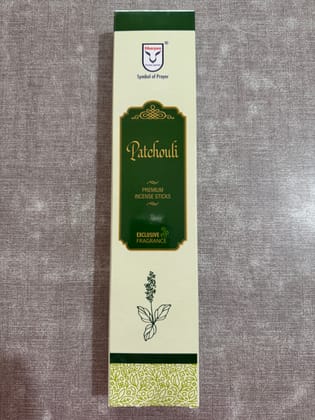 Symbol of Prayer
Patchouli
PREMIUM
INCENSE STICKS
EXCLUSIVE
FRAGRANCE